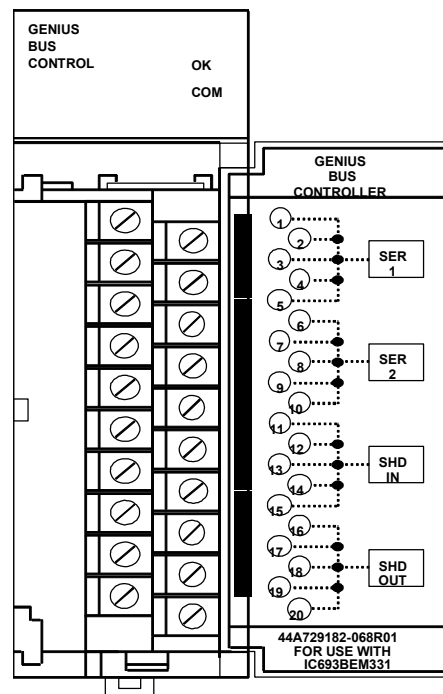 GENIUS
BUS
CONTROL
OK
COM
GENIUS
BUS
CONTROLLER
1
2
3
4
5
SER
1
6
7
8
9
10
SER
2
11
12
13
14
15
SHD
IN
16
17
18
19
20
SHD
OUT
44A729182-068R01
FOR USE WITH
IC693BEM331